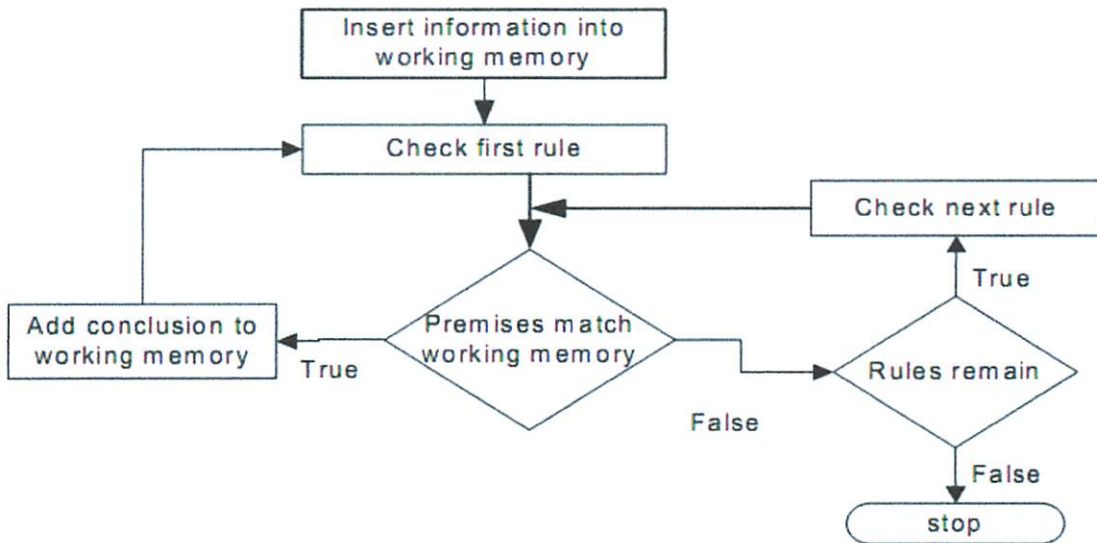 Insert information into
working memory
Check first rule
Check next rule
True
Add conclusion to
working memory
True
Premises match
working memory
Rules remain
False
False
stop